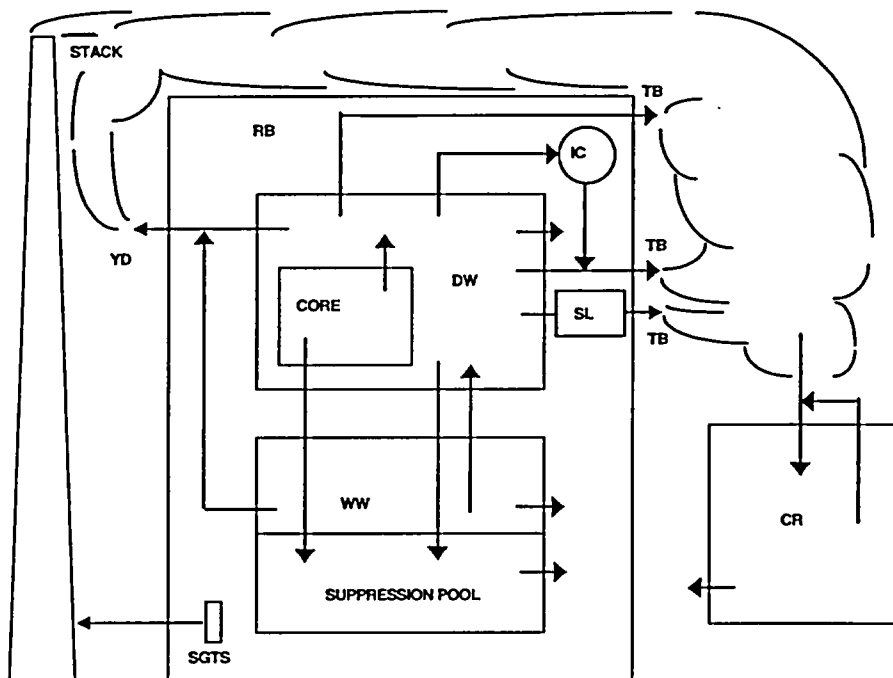 STACK
TB
RB
IC
YD
TB
DW
CORE
SL
TB
WW
CR
SUPPRESSION POOL
SGTS